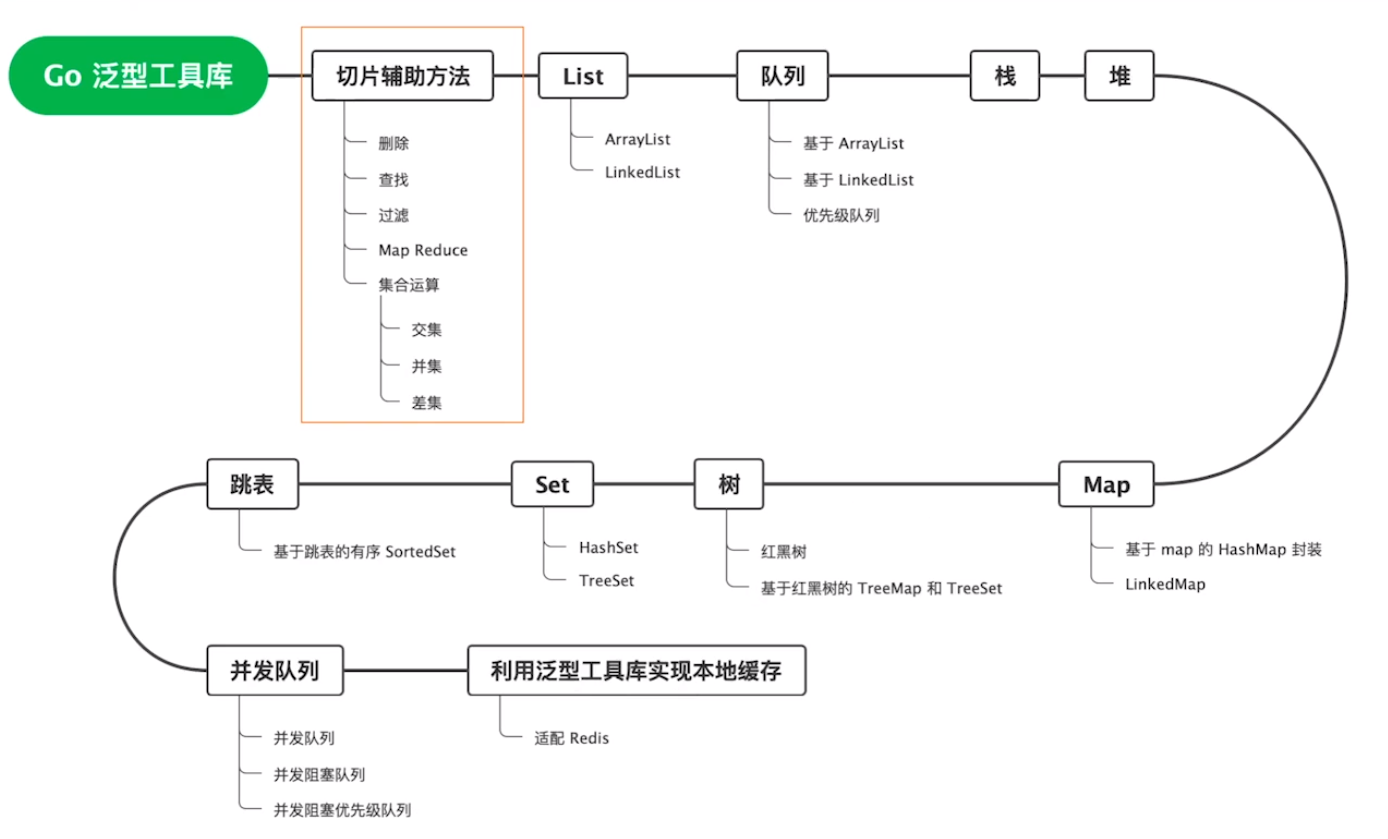 Go 泛型工具库
切片辅助方法
删除
查找
过滤
Map Reduce
集合运算
交集
并集
差集
List
ArrayList
LinkedList
队列
基于 ArrayList
基于 LinkedList
优先级队列
栈
堆
Map
基于 map 的 HashMap 封装
LinkedMap
树
红黑树
基于红黑树的 TreeMap 和 TreeSet
Set
HashSet
TreeSet
跳表
基于跳表的有序 SortedSet
并发队列
并发队列
并发阻塞队列
并发阻塞优先级队列
利用泛型工具库实现本地缓存
适配 Redis